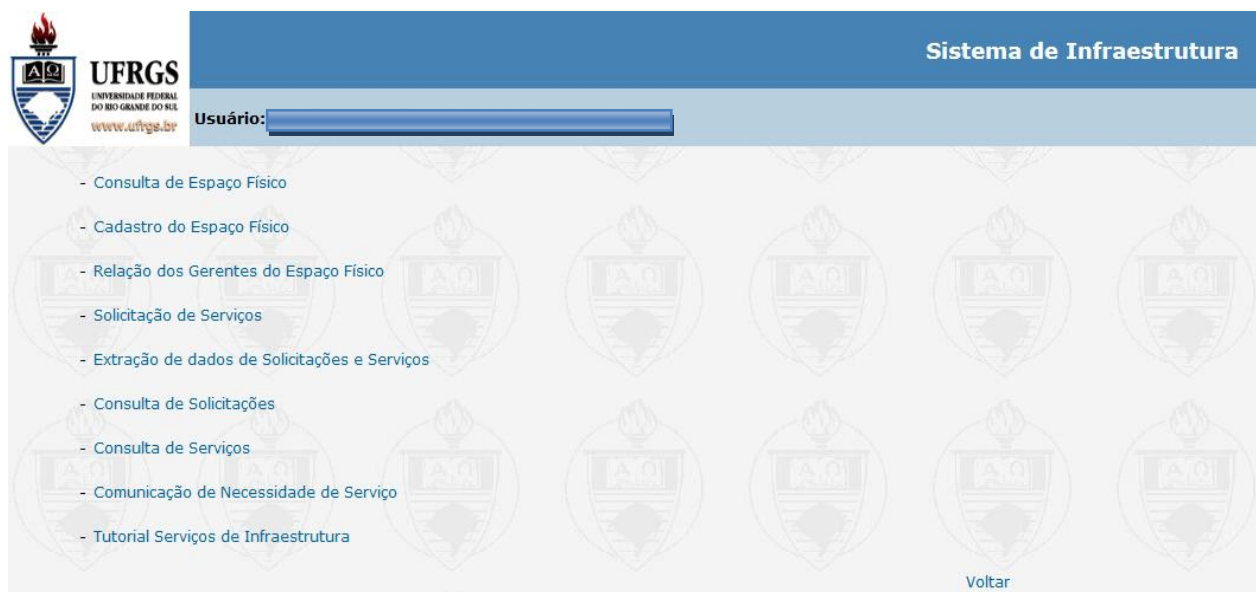 Sistema de Infraestrutura
ΑΩ
UFRGS
UNIVERSIDADE FEDERAL
DO RIO GRANDE DO SUL
www.ufrgs.br
Usuário:
- Consulta de Espaço Físico
- Cadastro do Espaço Físico
- Relação dos Gerentes do Espaço Físico
- Solicitação de Serviços
- Extração de dados de Solicitações e Serviços
- Consulta de Solicitações
- Consulta de Serviços
- Comunicação de Necessidade de Serviço
- Tutorial Serviços de Infraestrutura
Voltar